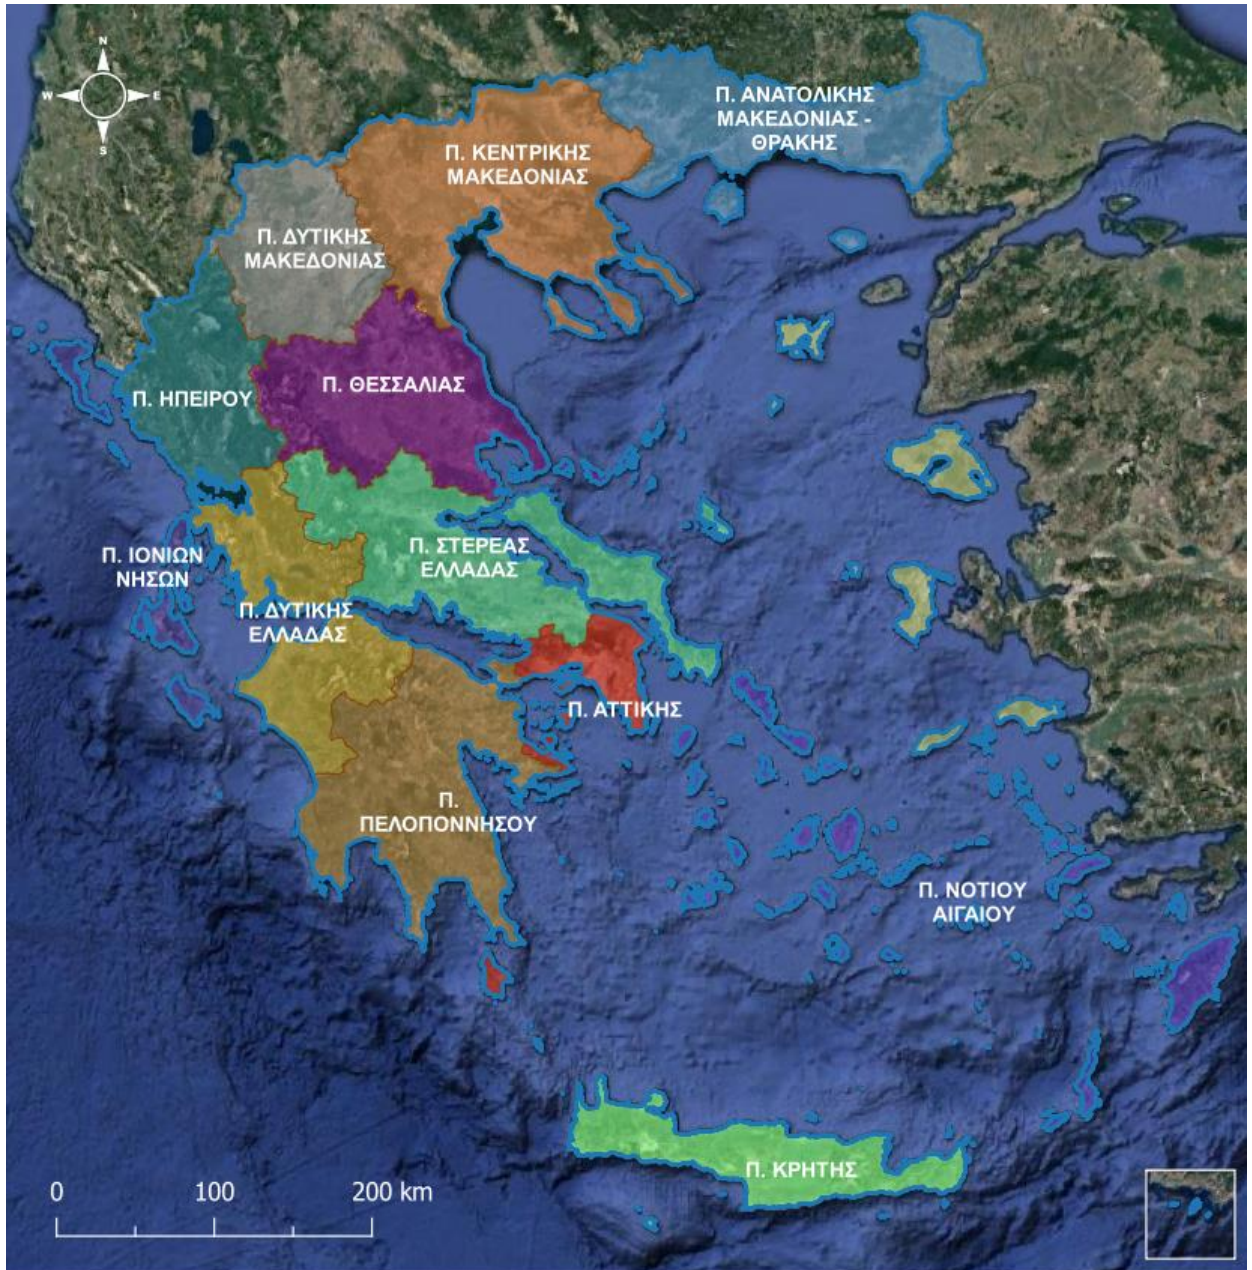 N
W E
S
Π. ΑΝΑΤΟΛΙΚΗΣ
ΜΑΚΕΔΟΝΙΑΣ -
ΘΡΑΚΗΣ
Π. ΚΕΝΤΡΙΚΗΣ
ΜΑΚΕΔΟΝΙΑΣ
Π. ΔΥΤΙΚΗΣ
ΜΑΚΕΔΟΝΙΑΣ
Π. ΗΠΕΙΡΟΥ
Π. ΘΕΣΣΑΛΙΑΣ
Π. ΙΟΝΙΩΝ
ΝΗΣΩΝ
Π. ΣΤΕΡΕΑΣ
ΕΛΛΑΔΑΣ
Π. ΔΥΤΙΚΗΣ
ΕΛΛΑΔΑΣ
Π. ΑΤΤΙΚΗΣ
Π.
ΠΕΛΟΠΟΝΝΗΣΟΥ
Π. ΝΟΤΙΟΥ
ΑΙΓΑΙΟΥ
Π. ΚΡΗΤΗΣ
0 100 200 km